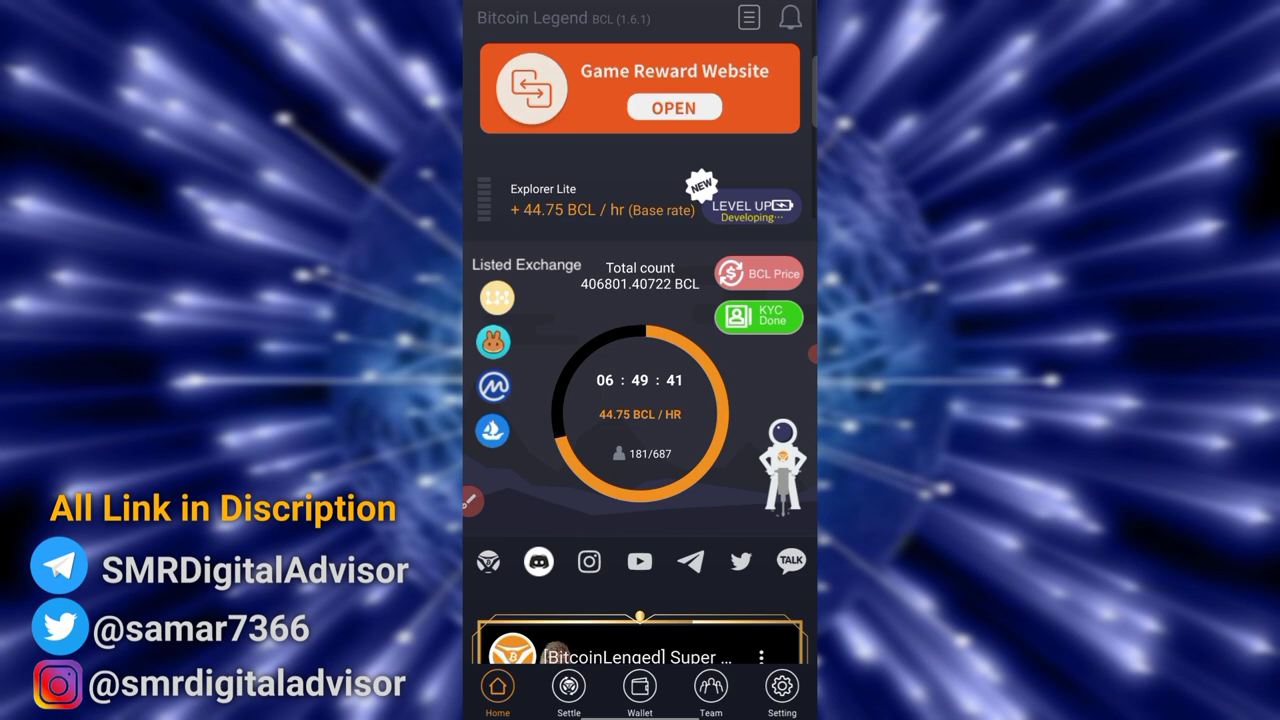 Bitcoin Legend BCL (1.6.1)
Game Reward Website
OPEN
Explorer Lite
+ 44.75 BCL / hr (Base rate)
NEW
LEVEL UP
Developing...
Listed Exchange
Total count
406801.40722 BCL
BCL Price
KYC
Done
06 : 49 : 41
44.75 BCL / HR
181/687
TALK
[BitcoinLenged] Super ...
Home
Settle
Wallet
Team
Setting
All Link in Discription
SMRDigitalAdvisor
@samar7366
@smrdigitaladvisor